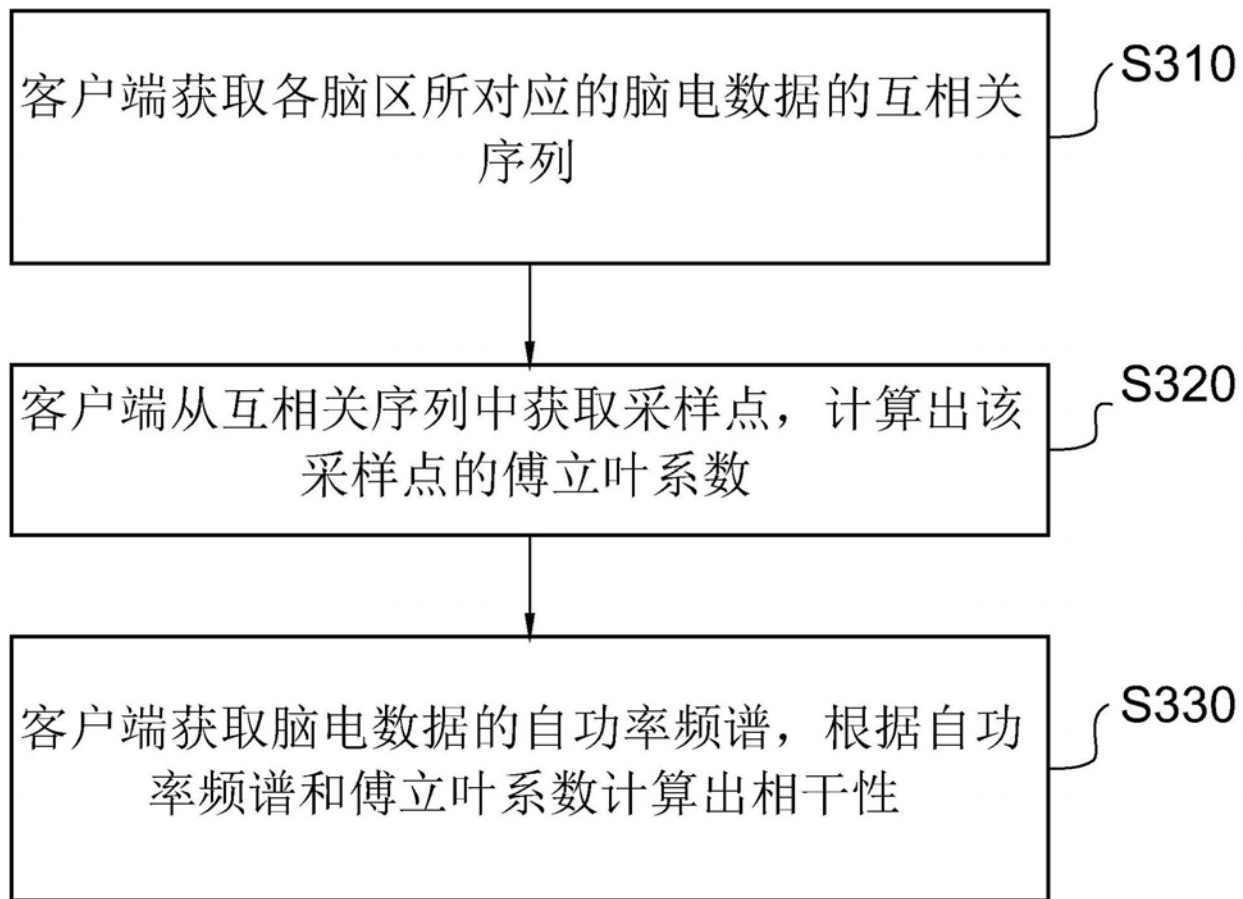 客户端获取各脑区所对应的脑电数据的互相关
序列
S310
客户端从互相关序列中获取采样点，计算出该
采样点的傅立叶系数
S320
客户端获取脑电数据的自功率频谱，根据自功
率频谱和傅立叶系数计算出相干性
S330